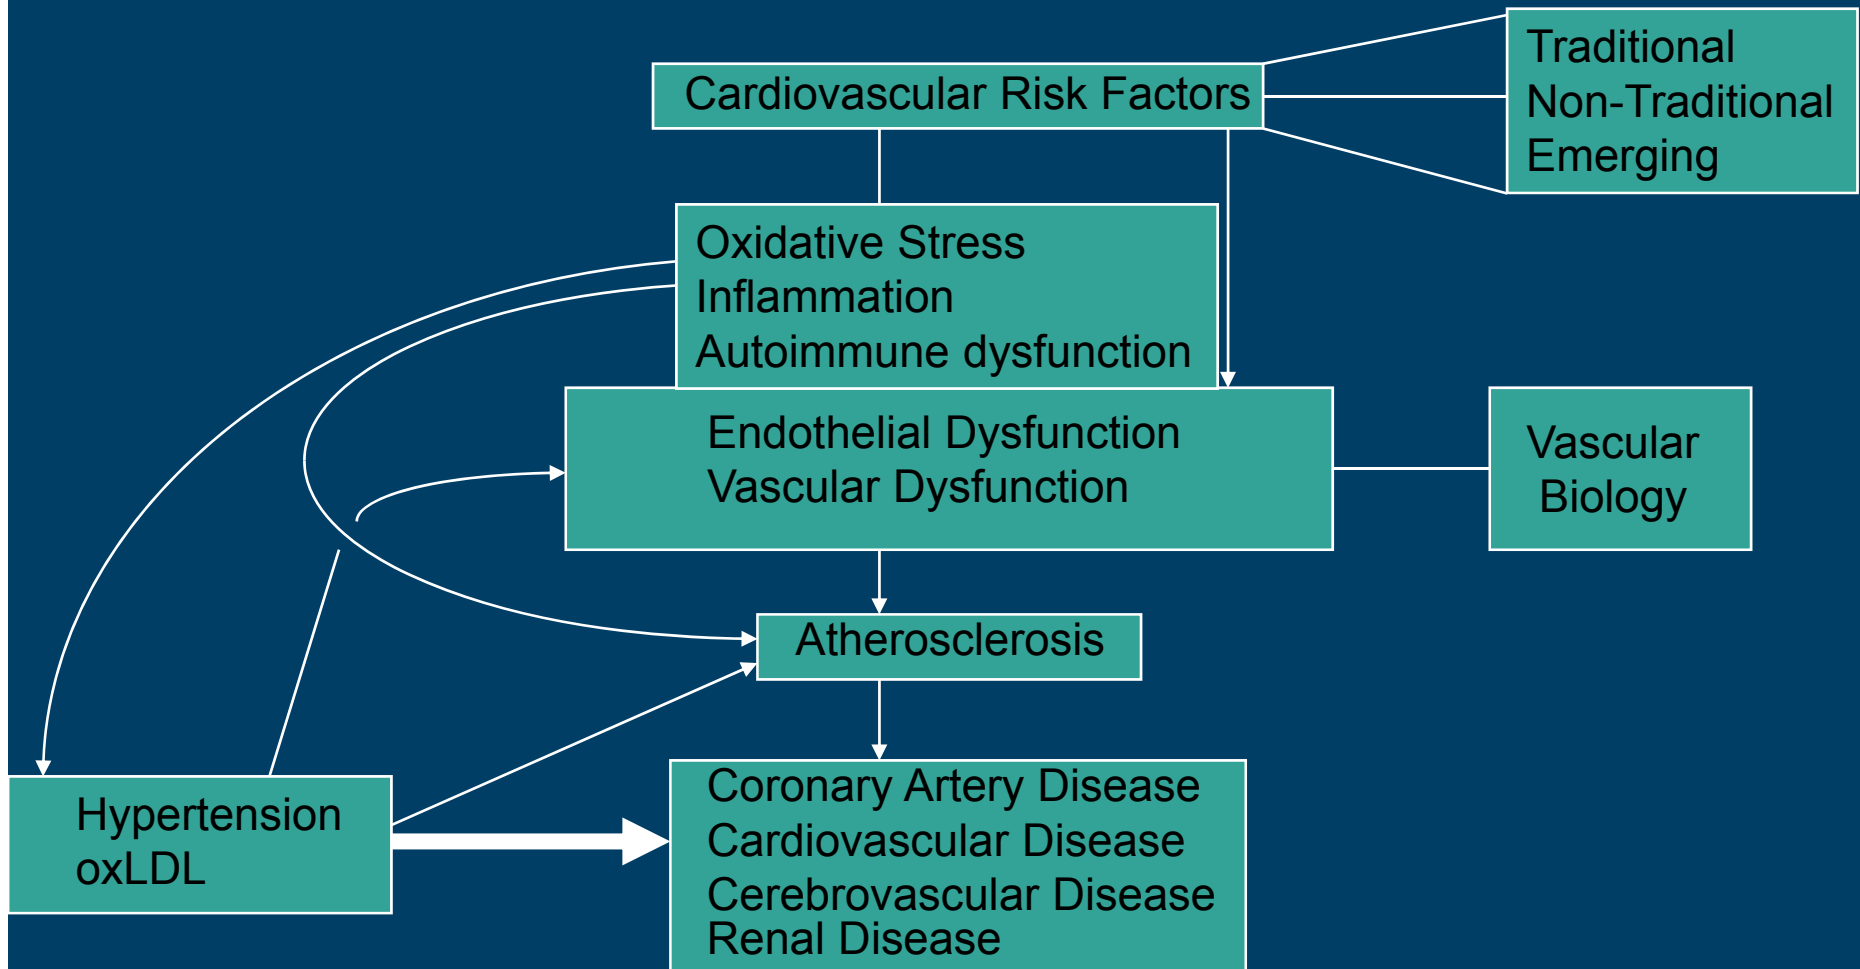 Cardiovascular Risk Factors
Traditional
Non-Traditional
Emerging
Oxidative Stress
Inflammation
Autoimmune dysfunction
Endothelial Dysfunction
Vascular Dysfunction
Vascular
Biology
Atherosclerosis
Hypertension
oxLDL
Coronary Artery Disease
Cardiovascular Disease
Cerebrovascular Disease
Renal Disease